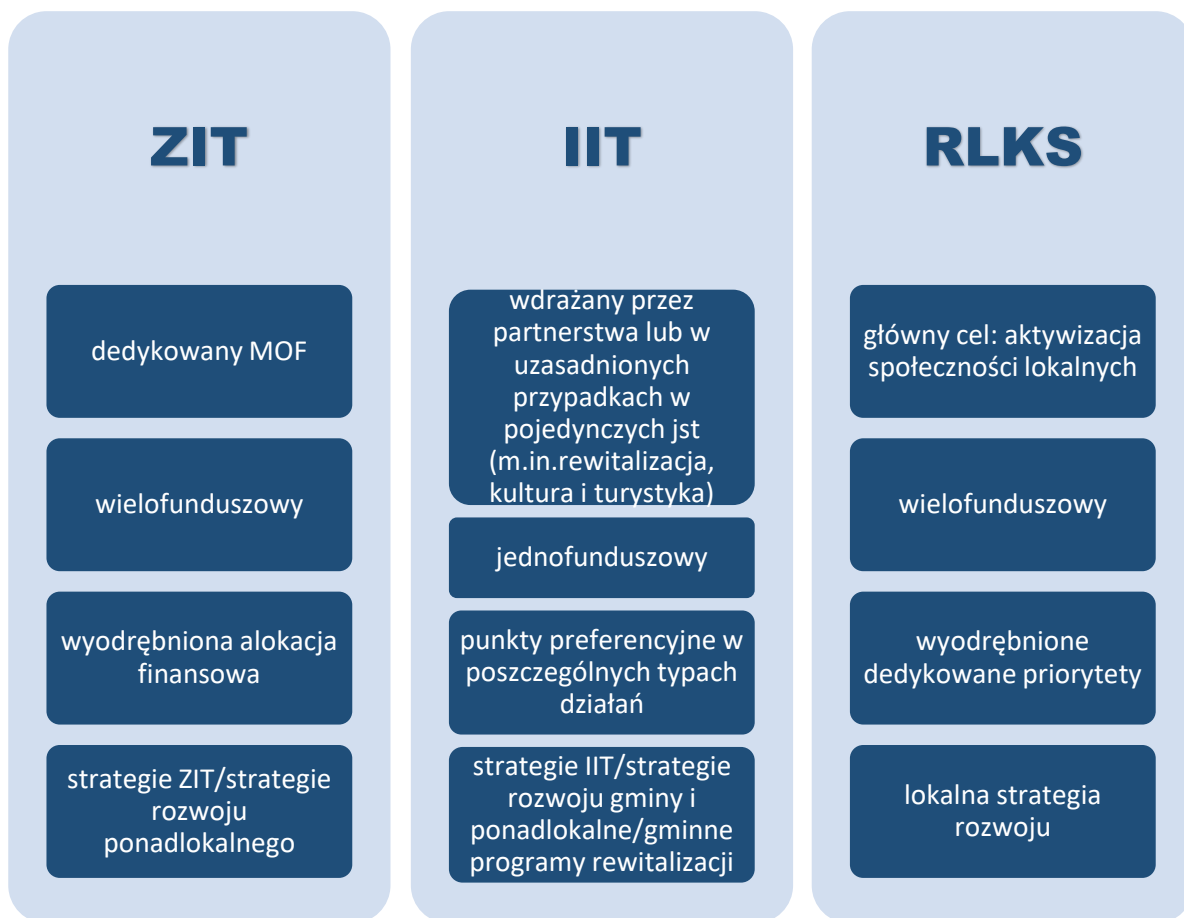 ZIT
dedykowany MOF
wielofunduszowy
wyodrębniona alokacja
finansowa
strategie ZIT/strategie
rozwoju
ponadlokalnego
IIT
wdrażany przez
partnerstwa lub w
uzasadnionych
przypadkach w
pojedynczych jst
(m.in.rewitalizacja,
kultura i turystyka)
jednofunduszowy
punkty preferencyjne w
poszczególnych typach
działań
strategie IIT/strategie
rozwoju gminy i
ponadlokalne/gminne
programy rewitalizacji
RLKS
główny cel: aktywizacja
społeczności lokalnych
wielofunduszowy
wyodrębnione
dedykowane priorytety
lokalna strategia
rozwoju